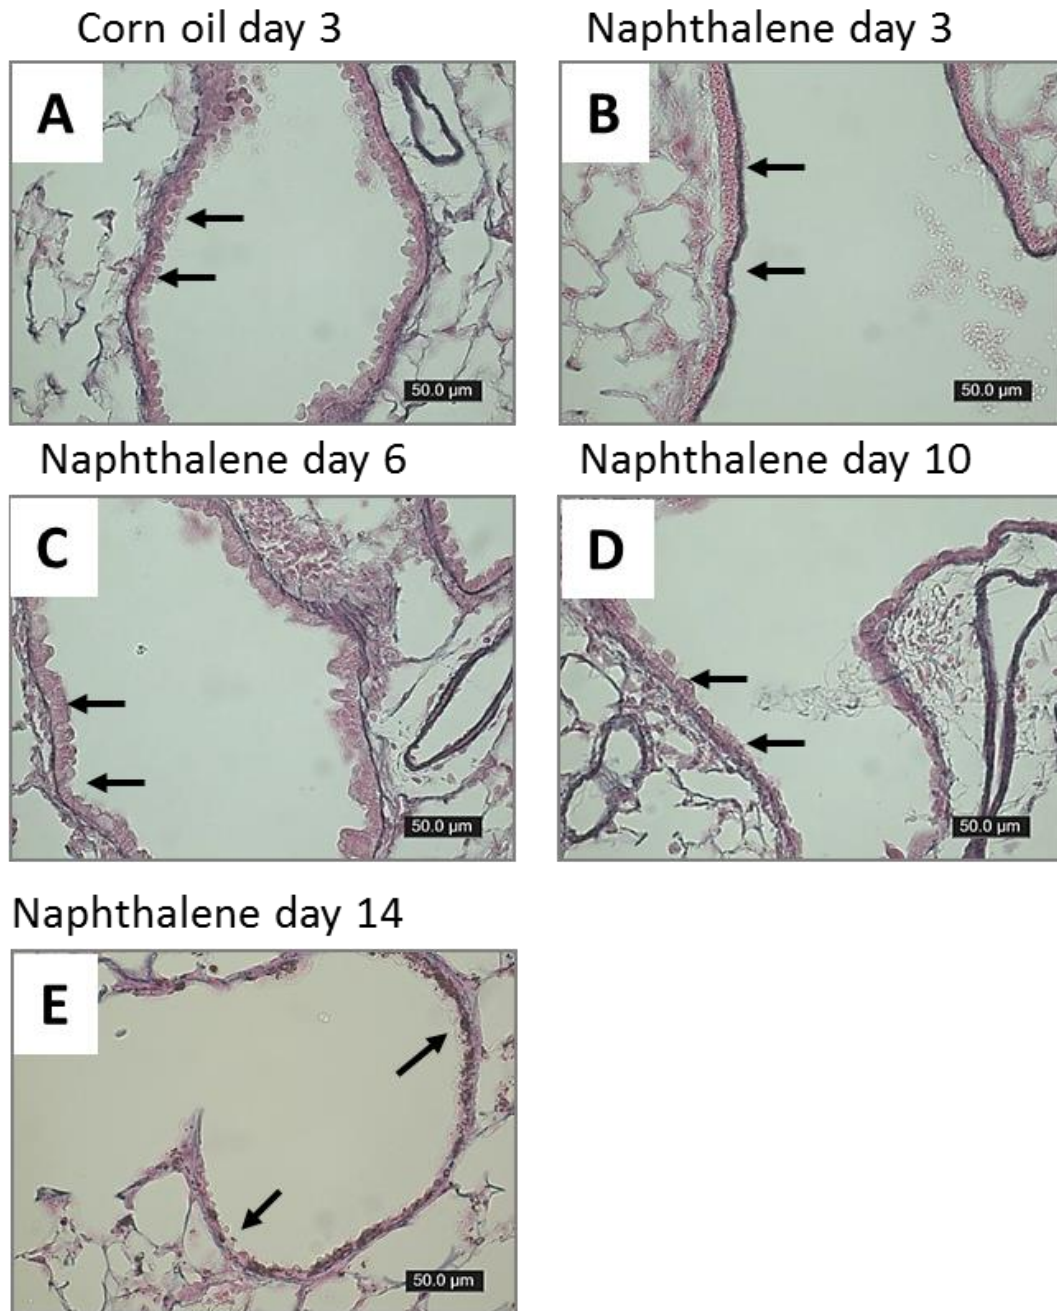 Corn oil day 3
Naphthalene day 3
A
B
50.0 µm
50.0 µm
Naphthalene day 6
Naphthalene day 10
C
D
50.0 µm
50.0 µm
Naphthalene day 14
E
50.0 µm